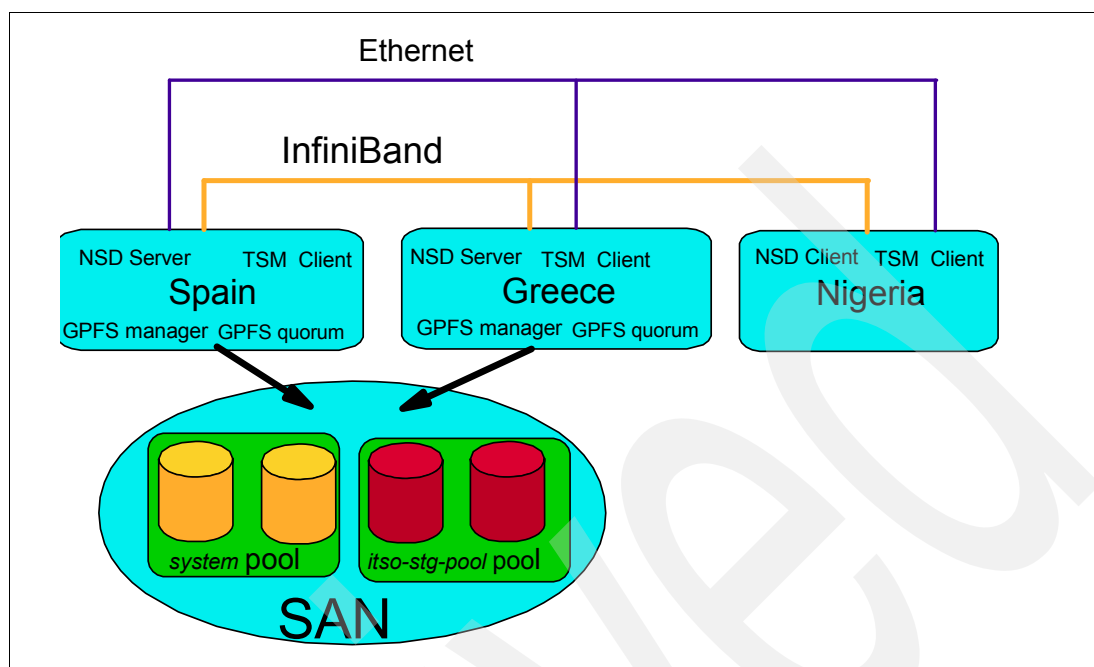 Ethernet
InfiniBand
NSD Server TSM Client
Spain
GPFS manager GPFS quorum
NSD Server TSM Client
Greece
GPFS manager GPFS quorum
NSD Client TSM Client
Nigeria
system pool
itso-stg-pool pool
SAN
ved